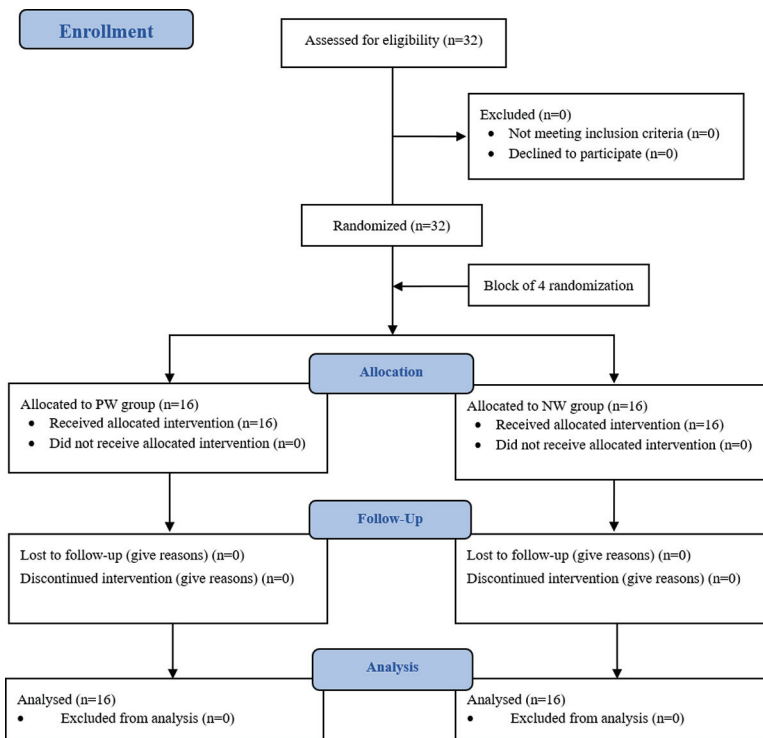 Enrollment
Assessed for eligibility (n=32)
Excluded (n=0)
• Not meeting inclusion criteria (n=0)
• Declined to participate (n=0)
Randomized (n=32)
Block of 4 randomization
Allocation
Allocated to PW group (n=16)
• Received allocated intervention (n=16)
• Did not receive allocated intervention (n=0)
Allocated to NW group (n=16)
• Received allocated intervention (n=16)
• Did not receive allocated intervention (n=0)
Follow-Up
Lost to follow-up (give reasons) (n=0)
Discontinued intervention (give reasons) (n=0)
Lost to follow-up (give reasons) (n=0)
Discontinued intervention (give reasons) (n=0)
Analysis
Analysed (n=16)
• Excluded from analysis (n=0)
Analysed (n=16)
• Excluded from analysis (n=0)